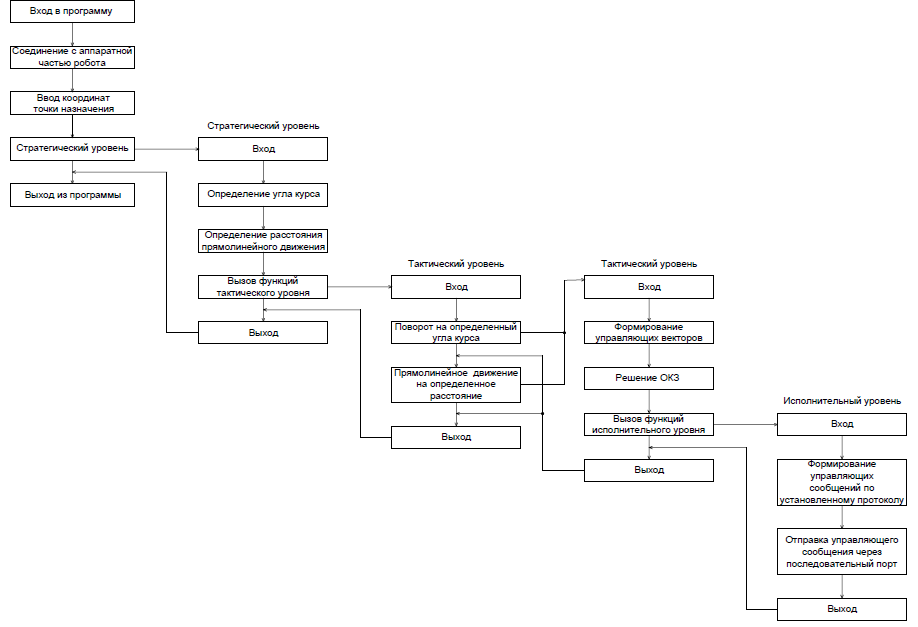 Вход в программу
Соединение с аппаратной
частью робота
Ввод координат
точки назначения
Стратегический уровень
Выход из программы
Стратегический уровень
Вход
Определение угла курса
Определение расстояния
прямолинейного движения
Вызов функций
тактического уровня
Выход
Тактический уровень
Вход
Поворот на определенный
угла курса
Прямолинейное движение
на определенное
расстояние
Выход
Тактический уровень
Вход
Формирование
управляющих векторов
Решение ОКЗ
Вызов функций
исполнительного уровня
Выход
Исполнительный уровень
Вход
Формирование
управляющих
сообщений по
установленному протоколу
Отправка управляющего
сообщения через
последовательный порт
Выход